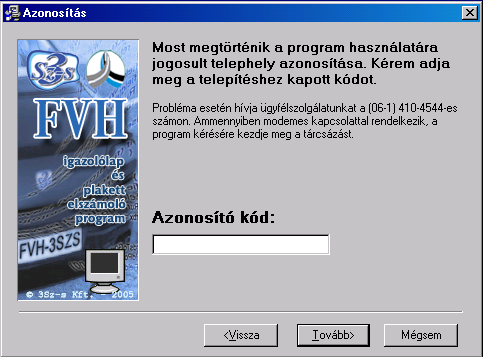 Azonosítás
Most megtörténik a program használatára
jogosult telephely azonosítása. Kérem adja
meg a telepítéshez kapott kódot.
Probléma esetén hívja ügyfélszolgálatunkat a (06-1) 410-4544-es
számon. Ammennyiben modemes kapcsolattal rendelkezik, a
program kérésére kezdje meg a tárcsázást.
3Sz-s
FVH
igazolólap
és
plakett
elszámoló
program
FVH-3SZS
© 3Sz-s Kft. - 2005
Azonosító kód:
<Vissza
Tovább>
Mégsem